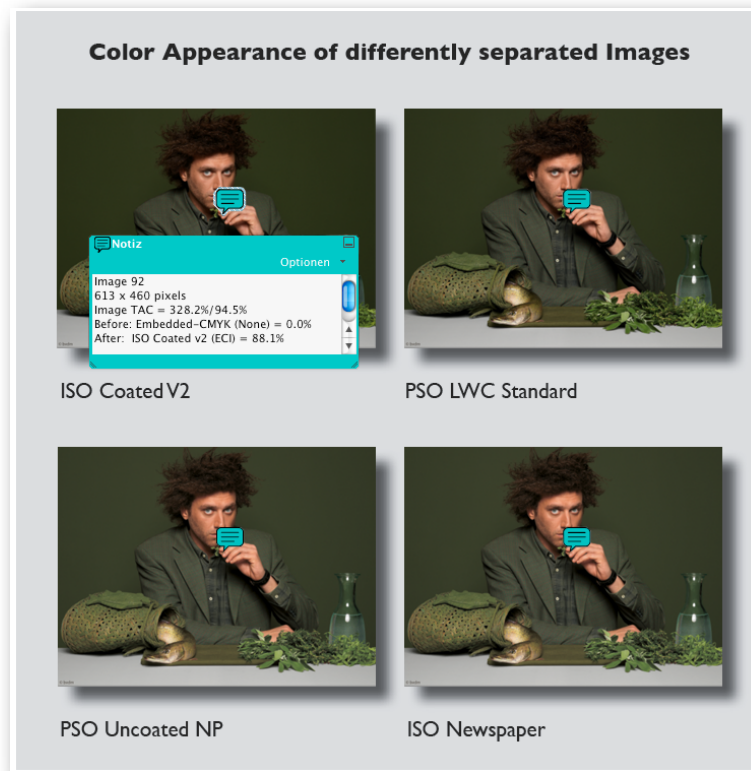 Color Appearance of differently separated Images
Notiz
Optionen
Image 92
613 x 460 pixels
Image TAC = 328.2%/94.5%
Before: Embedded-CMYK (None) = 0.0%
After: ISO Coated v2 (ECI) = 88.1%
ISO Coated V2
PSO LWC Standard
PSO Uncoated NP
ISO Newspaper